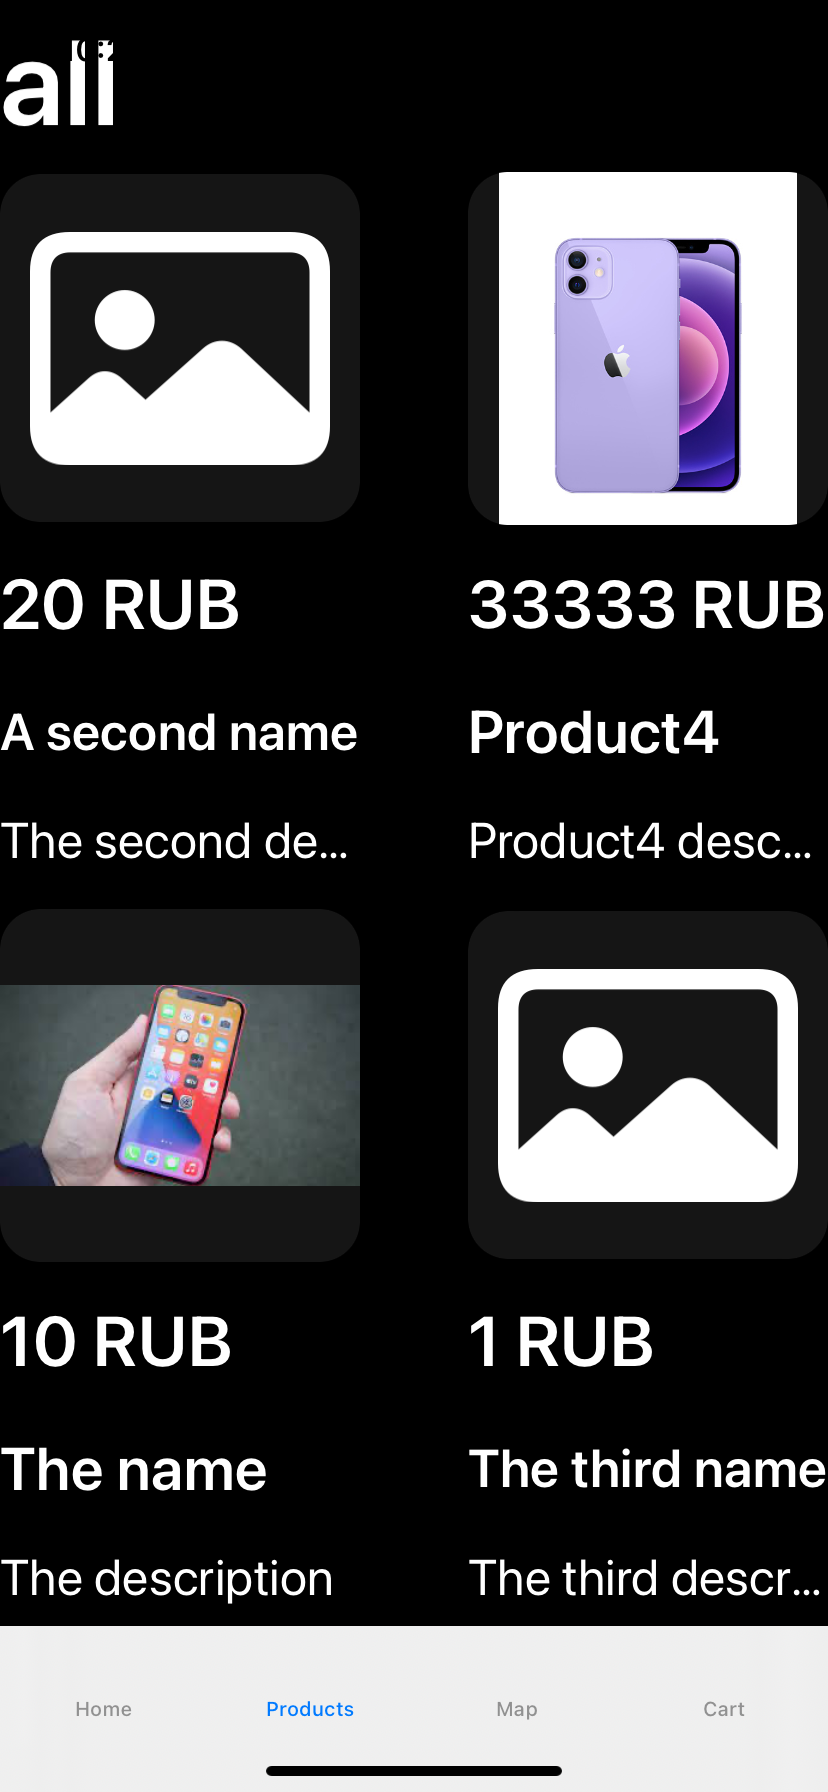 all
20 RUB
33333 RUB
A second name
Product4
The second de...
Product4 desc...
10 RUB
1 RUB
The name
The third name
The description
The third descr...
Home
Products
Map
Cart